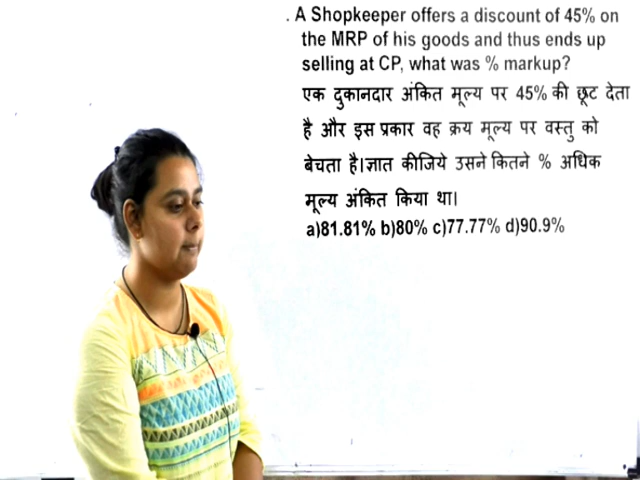 . A Shopkeeper offers a discount of 45% on
the MRP of his goods and thus ends up
selling at CP, what was % markup?
एक दुकानदार अंकित मूल्य पर 45% की छूट देता
है और इस प्रकार वह क्रय मूल्य पर वस्तु को
बेचता है।ज्ञात कीजिये उसने कितने % अधिक
मूल्य अंकित किया था।
a)81.81% b)80% c)77.77% d)90.9%